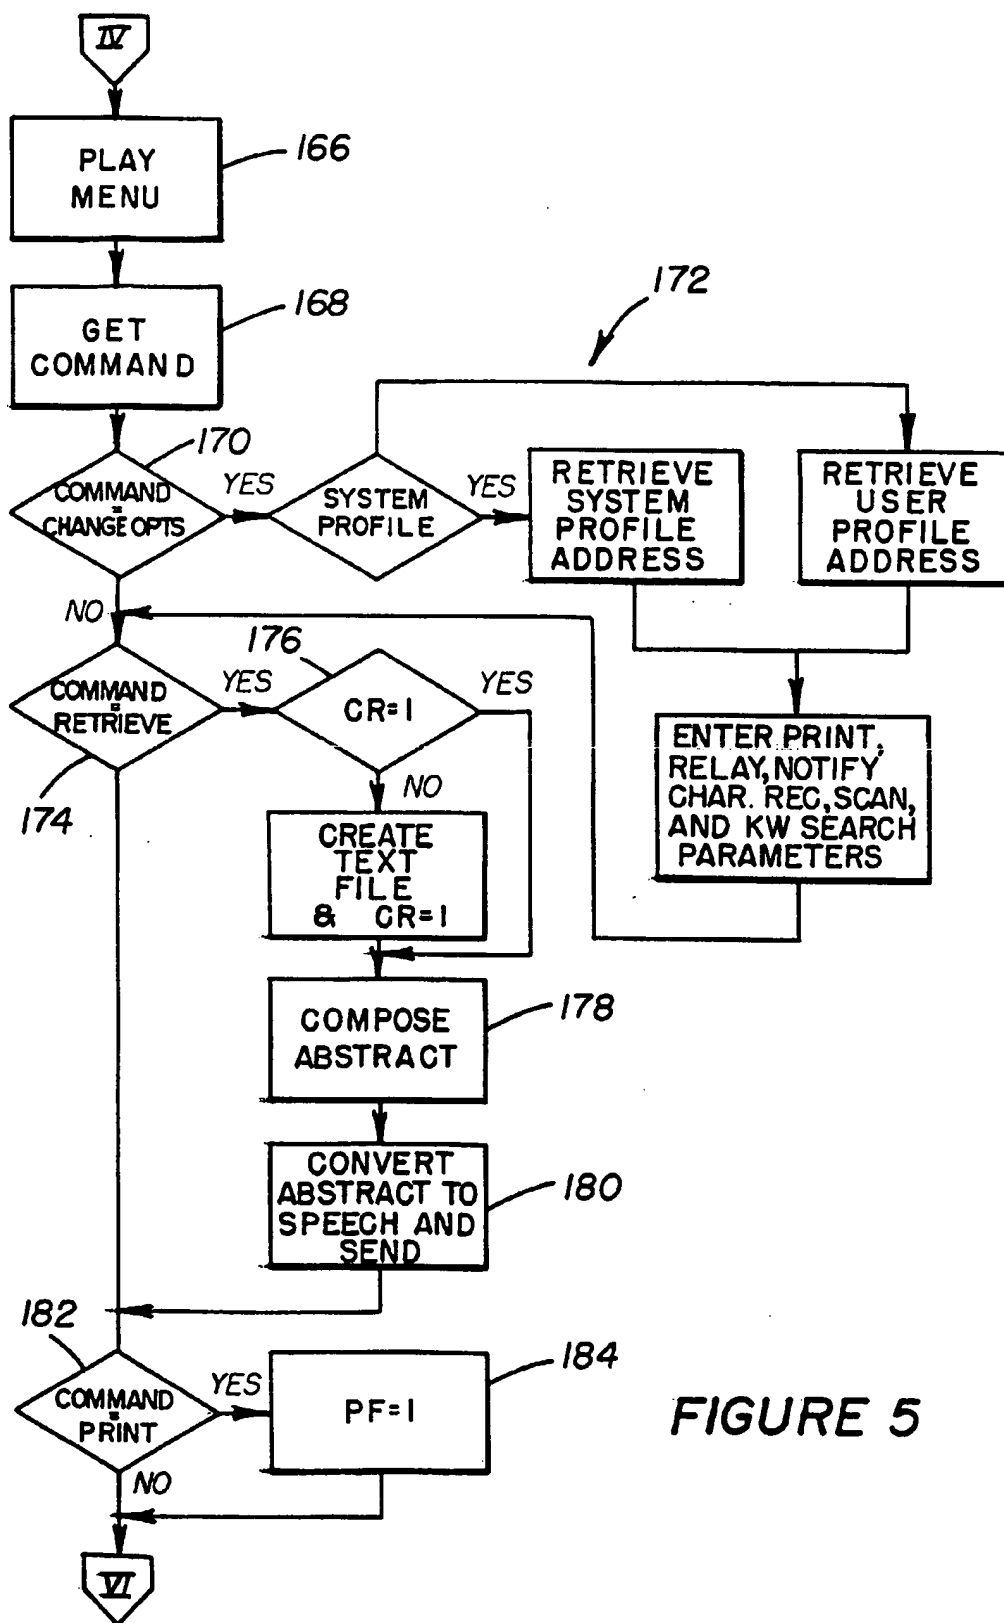 IV
PLAY
MENU
166
GET
COMMAND
168
172
170
COMMAND
=
CHANGE OPTS
YES
SYSTEM
PROFILE
YES
RETRIEVE
SYSTEM
PROFILE
ADDRESS
RETRIEVE
USER
PROFILE
ADDRESS
NO
176
COMMAND
=
RETRIEVE
174
YES
CR=1
YES
NO
ENTER PRINT,
RELAY, NOTIFY
CHAR. REC, SCAN,
AND KW SEARCH
PARAMETERS
CREATE
TEXT
FILE
& CR=1
COMPOSE
ABSTRACT
178
CONVERT
ABSTRACT TO
SPEECH AND
SEND
180
182
COMMAND
=
PRINT
YES
PF=1
184
NO
VI
FIGURE 5